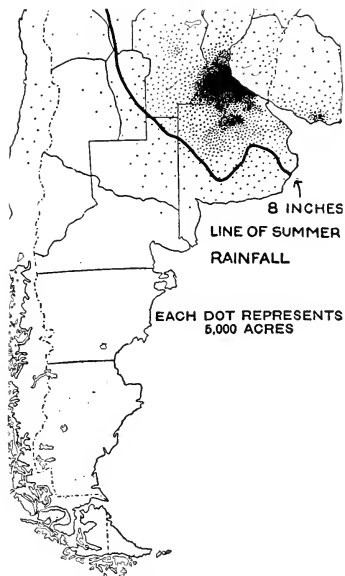 8 INCHES
LINE OF SUMMER
RAINFALL
EACH DOT REPRESENTS
5,000 ACRES